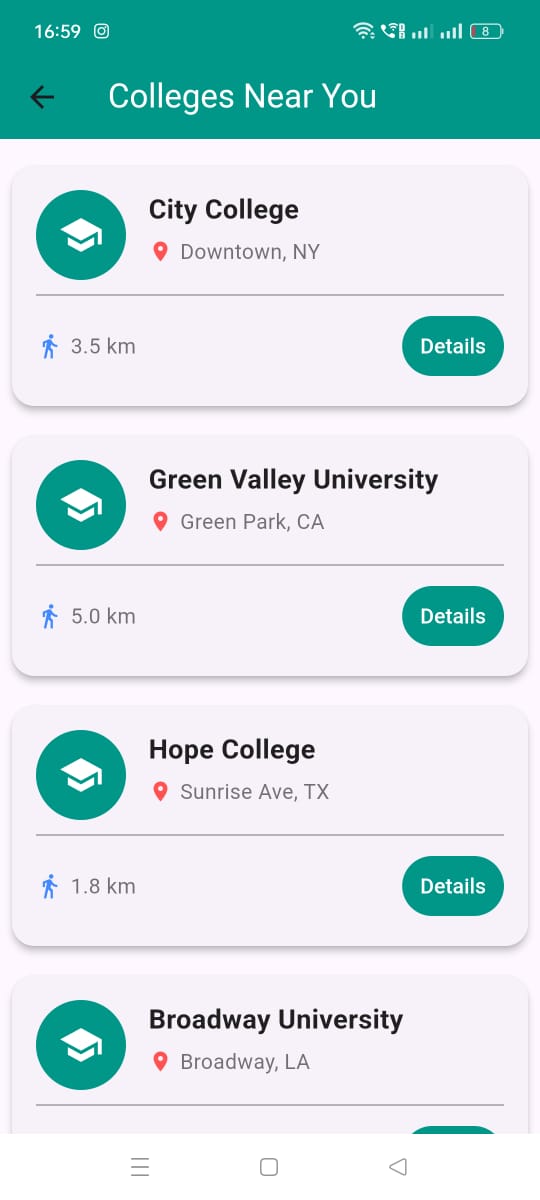 16:59
8
Colleges Near You
City College
Downtown, NY
3.5 km
Details
Green Valley University
Green Park, CA
5.0 km
Details
Hope College
Sunrise Ave, TX
1.8 km
Details
Broadway University
Broadway, LA